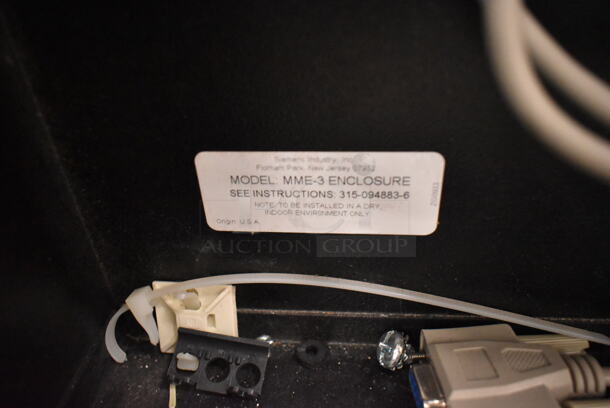 Siemens Industry, Inc.
Florham Park, New Jersey 07932
MODEL: MME-3 ENCLOSURE
SEE INSTRUCTIONS: 315-094883-6
NOTE: TO BE INSTALLED IN A DRY,
INDOOR ENVIRONMENT ONLY
Origin: U.S.A.
AUCTION GROUP